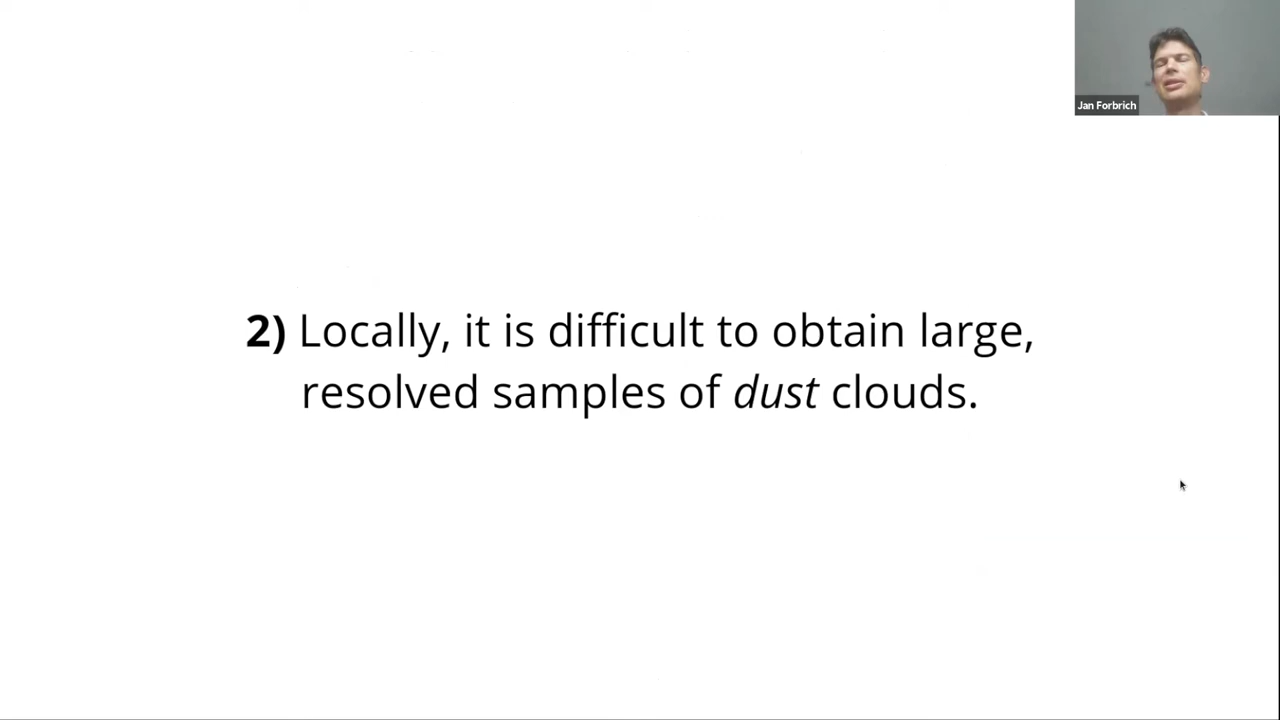 Jan Forbrich
2) Locally, it is difficult to obtain large,
resolved samples of dust clouds.